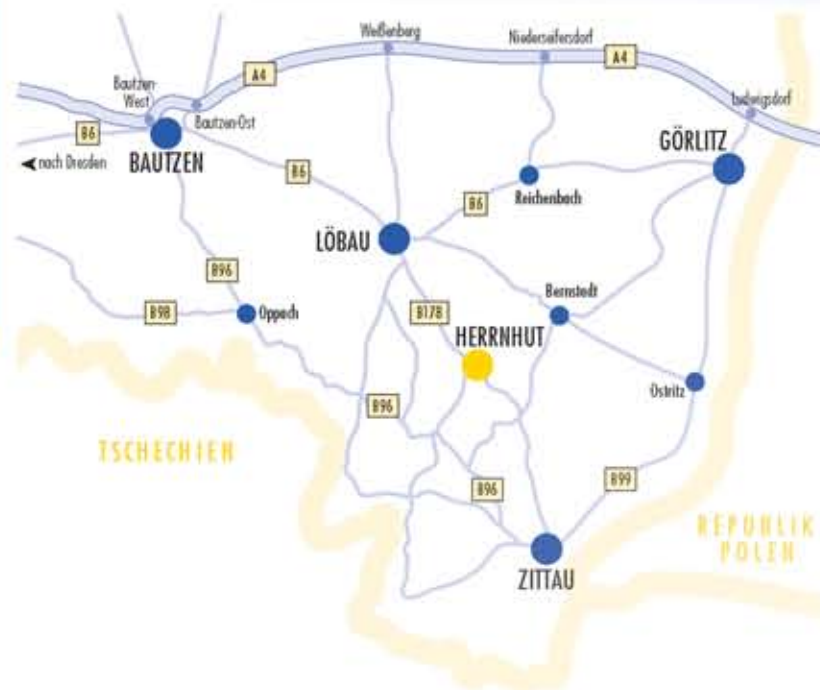 Weißenberg
Niederseifersdorf
A4
A4
Bautzen-
West
Ludwigsdorf
Bautzen-Ost
B6
GÖRLITZ
nach Dresden
BAUTZEN
B6
Reichenbach
B6
LÖBAU
B96
Bernstedt
B98
Oppach
B178
HERRNHUT
Ostritz
B96
TSCHECHIEN
B96
B99
REPUBLIK
POLEN
ZITTAU